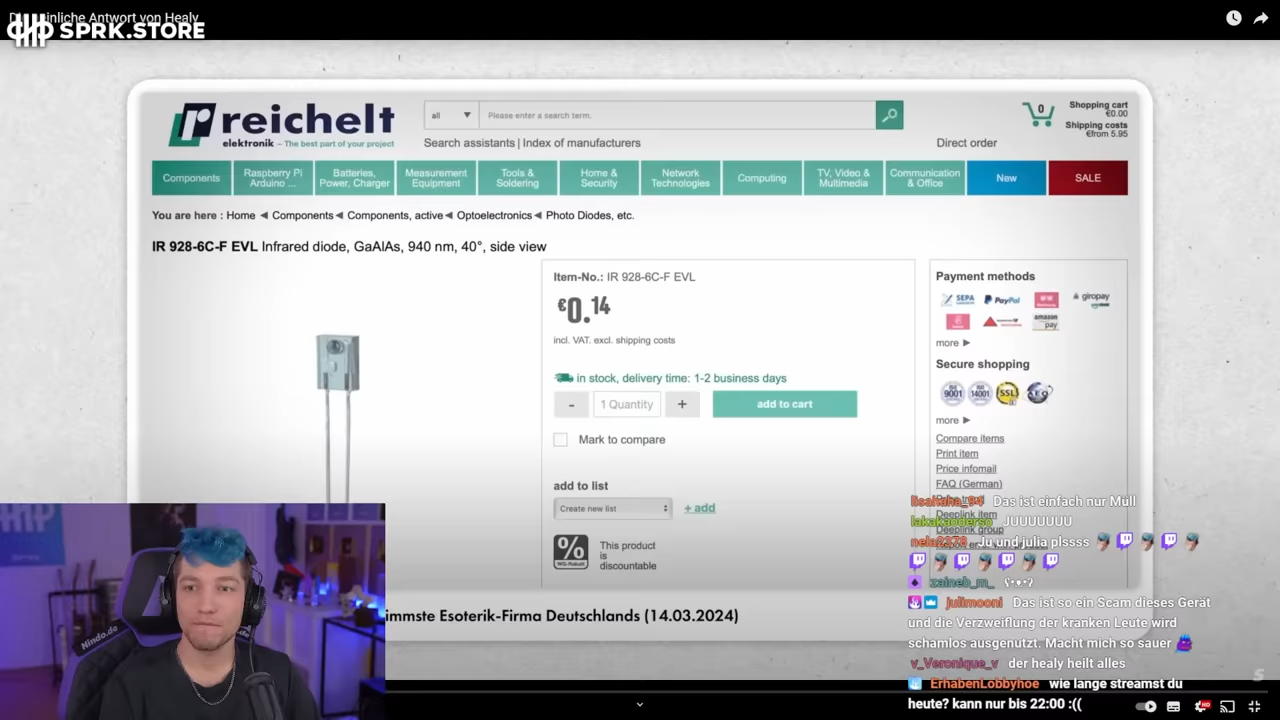 SPRK.STORE
reichelt
elektronik – The best part of your project
all
Please enter a search term.
0
Shopping cart
€0.00
Shipping costs
€from 5.95
Search assistants | Index of manufacturers
Direct order
Components
Raspberry Pi
Arduino ...
Batteries,
Power, Charger
Measurement
Equipment
Tools &
Soldering
Home &
Security
Network
Technologies
Computing
TV, Video &
Multimedia
Communication
& Office
New
SALE
You are here : Home ◄ Components ◄ Components, active ◄ Optoelectronics ◄ Photo Diodes, etc.
IR 928-6C-F EVL Infrared diode, GaAlAs, 940 nm, 40°, side view
Item-No.: IR 928-6C-F EVL
€0.14
incl. VAT. excl. shipping costs
in stock, delivery time: 1-2 business days
- 1 Quantity +
add to cart
Mark to compare
add to list
Create new list
+ add
%
This product
is
discountable
Payment methods
SEPA
PayPal
giropay
amazon
pay
more ►
Secure shopping
9001
14001
SSL
more ►
Compare items
Print item
Price infomail
FAQ (German)
Deeplink item
Deeplink group
lisahaha_94 Das ist einfach nur Müll
lakakaoderso JUUUUUUU
nela2378 Ju und julia plssss
zaineb_m_
julimooni Das ist so ein Scam dieses Gerät
und die Verzweiflung der kranken Leute wird
schamlos ausgenutzt. Macht mich so sauer
v_Veronique_v der healy heilt alles
ErhabenLobbyhoe wie lange streamst du
heute? kann nur bis 22:00 :((
Nindo.de
immste Esoterik-Firma Deutschlands (14.03.2024)